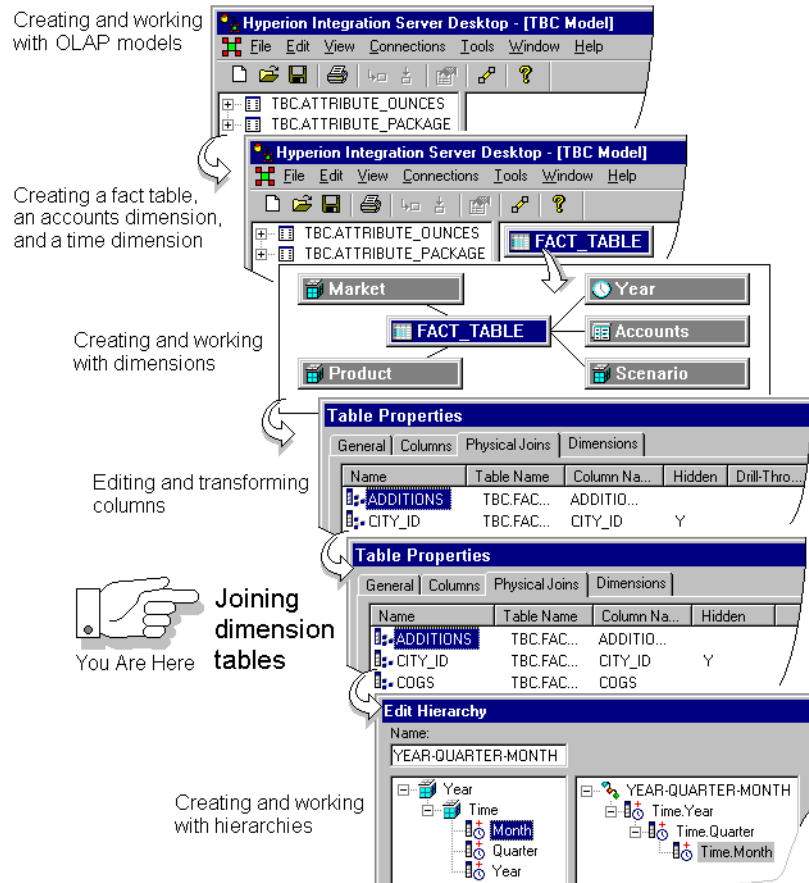 Creating and working
with OLAP models
Hyperion Integration Server Desktop - [TBC Model]
File Edit View Connections Tools Window Help
TBC.ATTRIBUTE_OUNCES
TBC.ATTRIBUTE_PACKAGE
Creating a fact table,
an accounts dimension,
and a time dimension
Hyperion Integration Server Desktop - [TBC Model]
File Edit View Connections Tools Window Help
TBC.ATTRIBUTE_OUNCES
TBC.ATTRIBUTE_PACKAGE
FACT_TABLE
Creating and working
with dimensions
Market
Year
FACT_TABLE
Accounts
Product
Scenario
Editing and transforming
columns
Table Properties
General Columns Physical Joins Dimensions
Name Table Name Column Na... Hidden Drill-Thro...
ADDITIONS TBC.FAC... ADDITIO...
CITY_ID TBC.FAC... CITY_ID Y
You Are Here
Joining
dimension
tables
Table Properties
General Columns Physical Joins Dimensions
Name Table Name Column Na... Hidden
ADDITIONS TBC.FAC... ADDITIO...
CITY_ID TBC.FAC... CITY_ID Y
COGS TBC.FAC... COGS
Creating and working
with hierarchies
Edit Hierarchy
Name:
YEAR-QUARTER-MONTH
Year
Time
Month
Quarter
Year
YEAR-QUARTER-MONTH
Time.Year
Time.Quarter
Time.Month